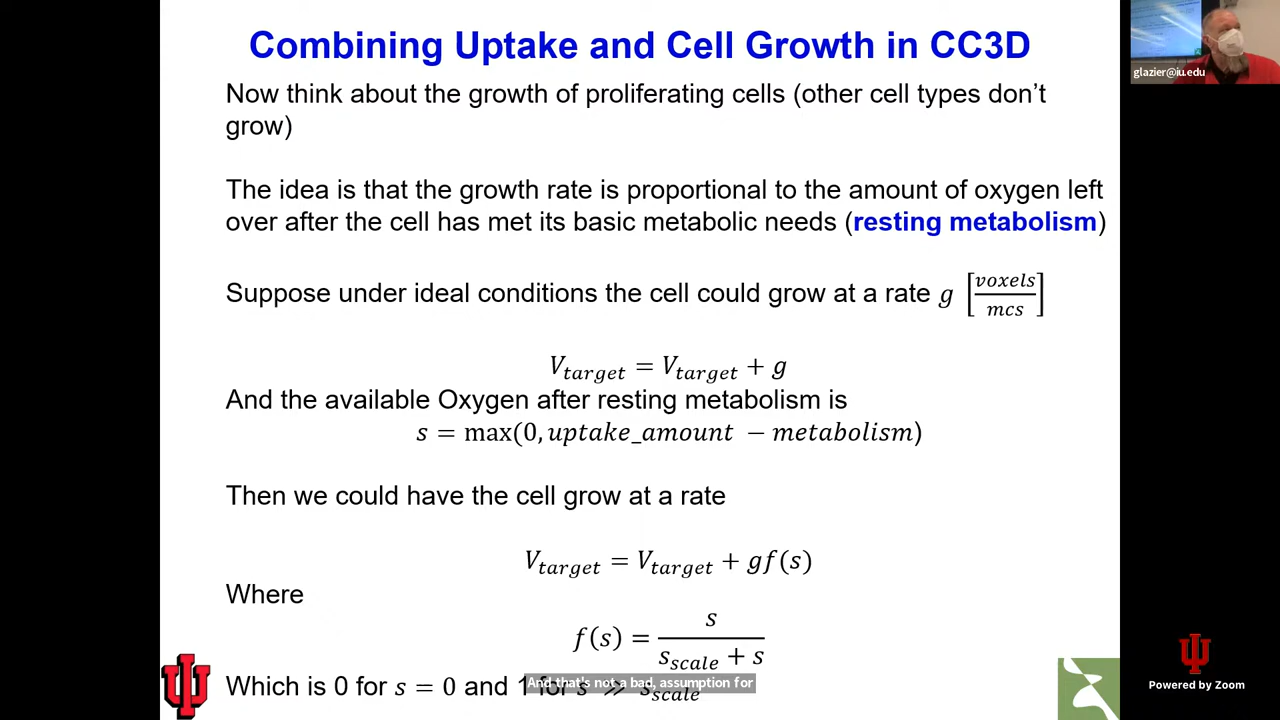 Combining Uptake and Cell Growth in CC3D
glazier@iu.edu
Now think about the growth of proliferating cells (other cell types don't
grow)
The idea is that the growth rate is proportional to the amount of oxygen left
over after the cell has met its basic metabolic needs (resting metabolism)
Suppose under ideal conditions the cell could grow at a rate g [voxels/mcs]
V_target = V_target + g
And the available Oxygen after resting metabolism is
s = max(0, uptake_amount − metabolism)
Then we could have the cell grow at a rate
V_target = V_target + gf(s)
Where
f(s) = s / (s_scale + s)
Which is 0 for s = 0 and 1 for s ≫ s_scale
And that's not a bad, assumption for
Powered by Zoom